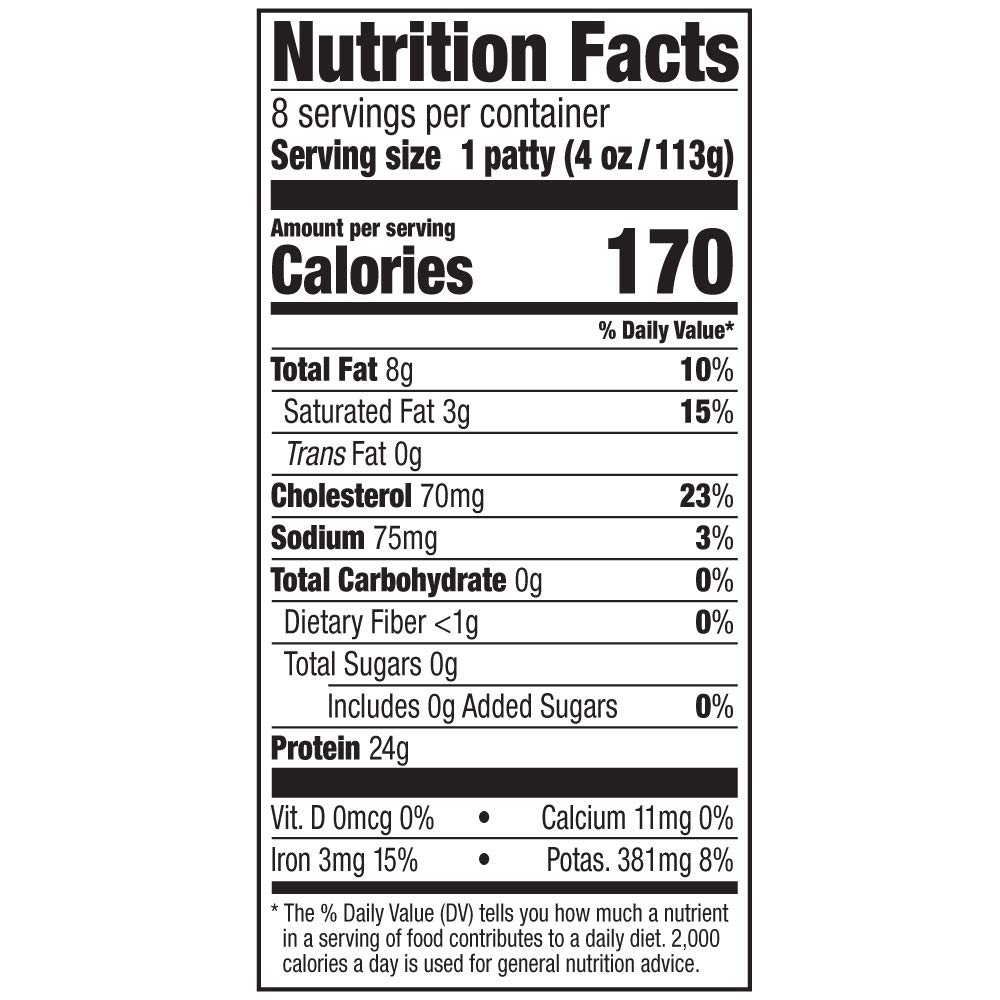 Nutrition Facts
8 servings per container
Serving size 1 patty (4 oz/113g)
Amount per serving
Calories 170
% Daily Value*
Total Fat 8g 10%
Saturated Fat 3g 15%
Trans Fat 0g
Cholesterol 70mg 23%
Sodium 75mg 3%
Total Carbohydrate 0g 0%
Dietary Fiber <1g 0%
Total Sugars 0g
Includes 0g Added Sugars 0%
Protein 24g
Vit. D 0mcg 0% • Calcium 11mg 0%
Iron 3mg 15% • Potas. 381mg 8%
* The % Daily Value (DV) tells you how much a nutrient
in a serving of food contributes to a daily diet. 2,000
calories a day is used for general nutrition advice.